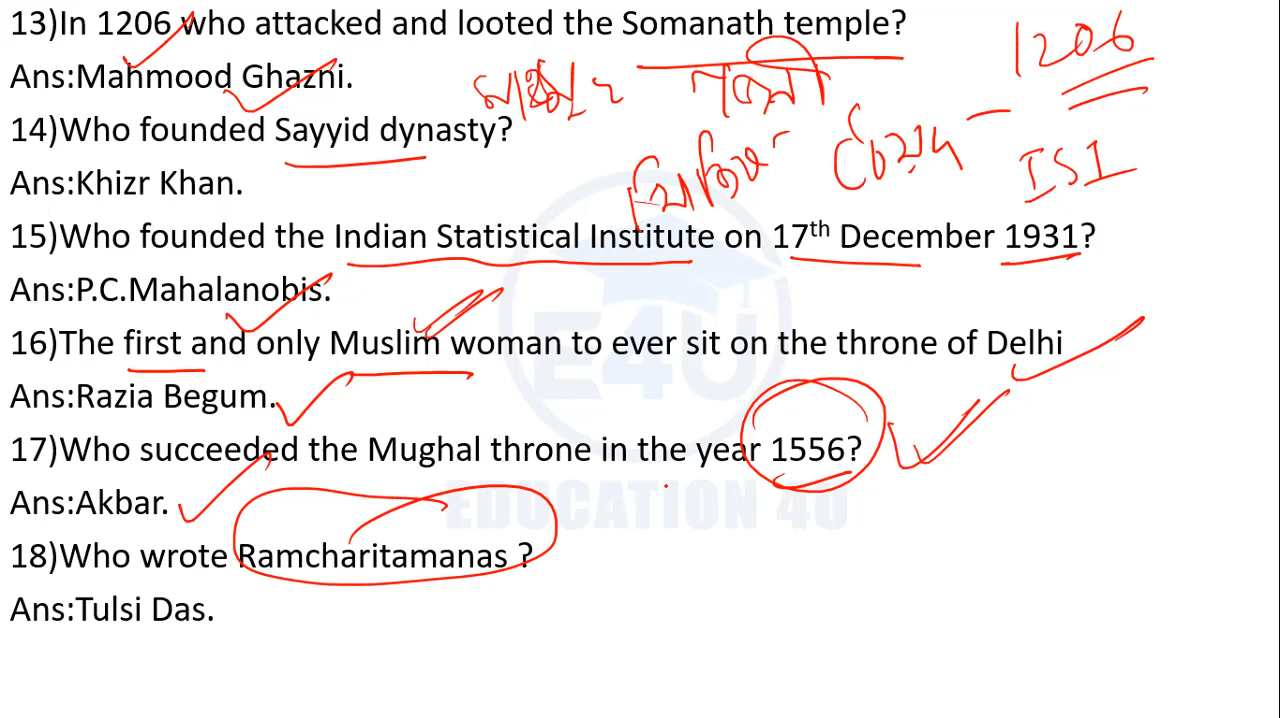 13)In 1206 who attacked and looted the Somanath temple?
1206
Ans:Mahmood Ghazni.
14)Who founded Sayyid dynasty?
ISI
Ans:Khizr Khan.
15)Who founded the Indian Statistical Institute on 17th December 1931?
Ans:P.C.Mahalanobis.
16)The first and only Muslim woman to ever sit on the throne of Delhi
E4U
Ans:Razia Begum.
17)Who succeeded the Mughal throne in the year 1556?
Ans:Akbar.
EDUCATION 4U
18)Who wrote Ramcharitamanas ?
Ans:Tulsi Das.